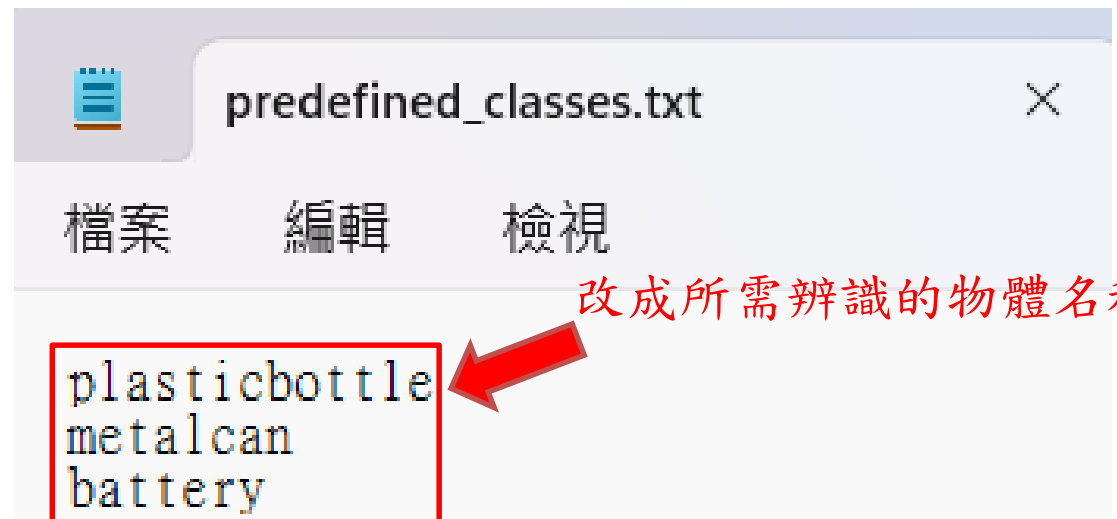 predefined_classes.txt
檔案 編輯 檢視
改成所需辨識的物體名稱
plasticbottle
metalcan
battery